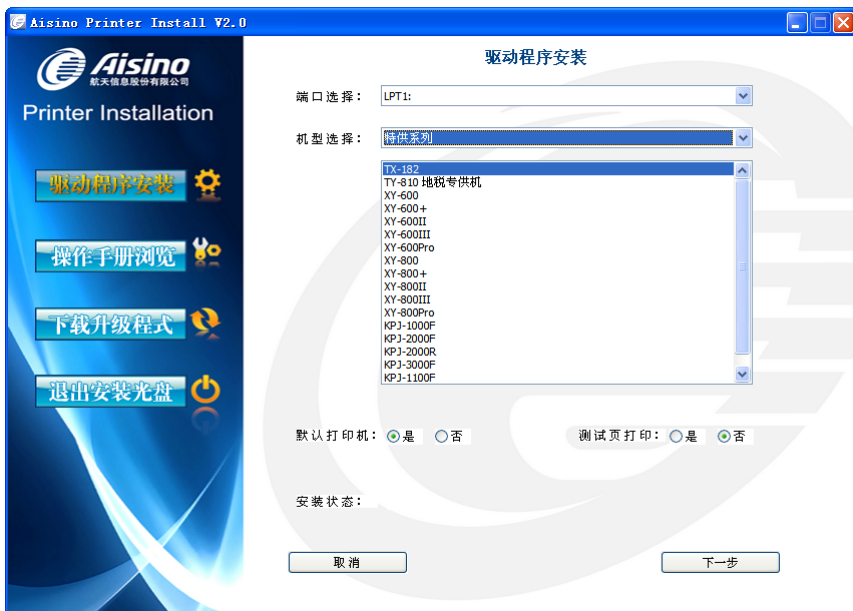 Aisino Printer Install V2.0
Aisino
航天信息股份有限公司
Printer Installation
驱动程序安装
操作手册浏览
下载升级程式
退出安装光盘
驱动程序安装
端口选择： LPT1:
机型选择： 特供系列
TX-182
TY-810 地税专供机
XY-600
XY-600+
XY-600II
XY-600III
XY-600Pro
XY-800
XY-800+
XY-800II
XY-800III
XY-800Pro
KPJ-1000F
KPJ-2000F
KPJ-2000R
KPJ-3000F
KPJ-1100F
默认打印机： 是 否 测试页打印： 是 否
安装状态：
取消 下一步